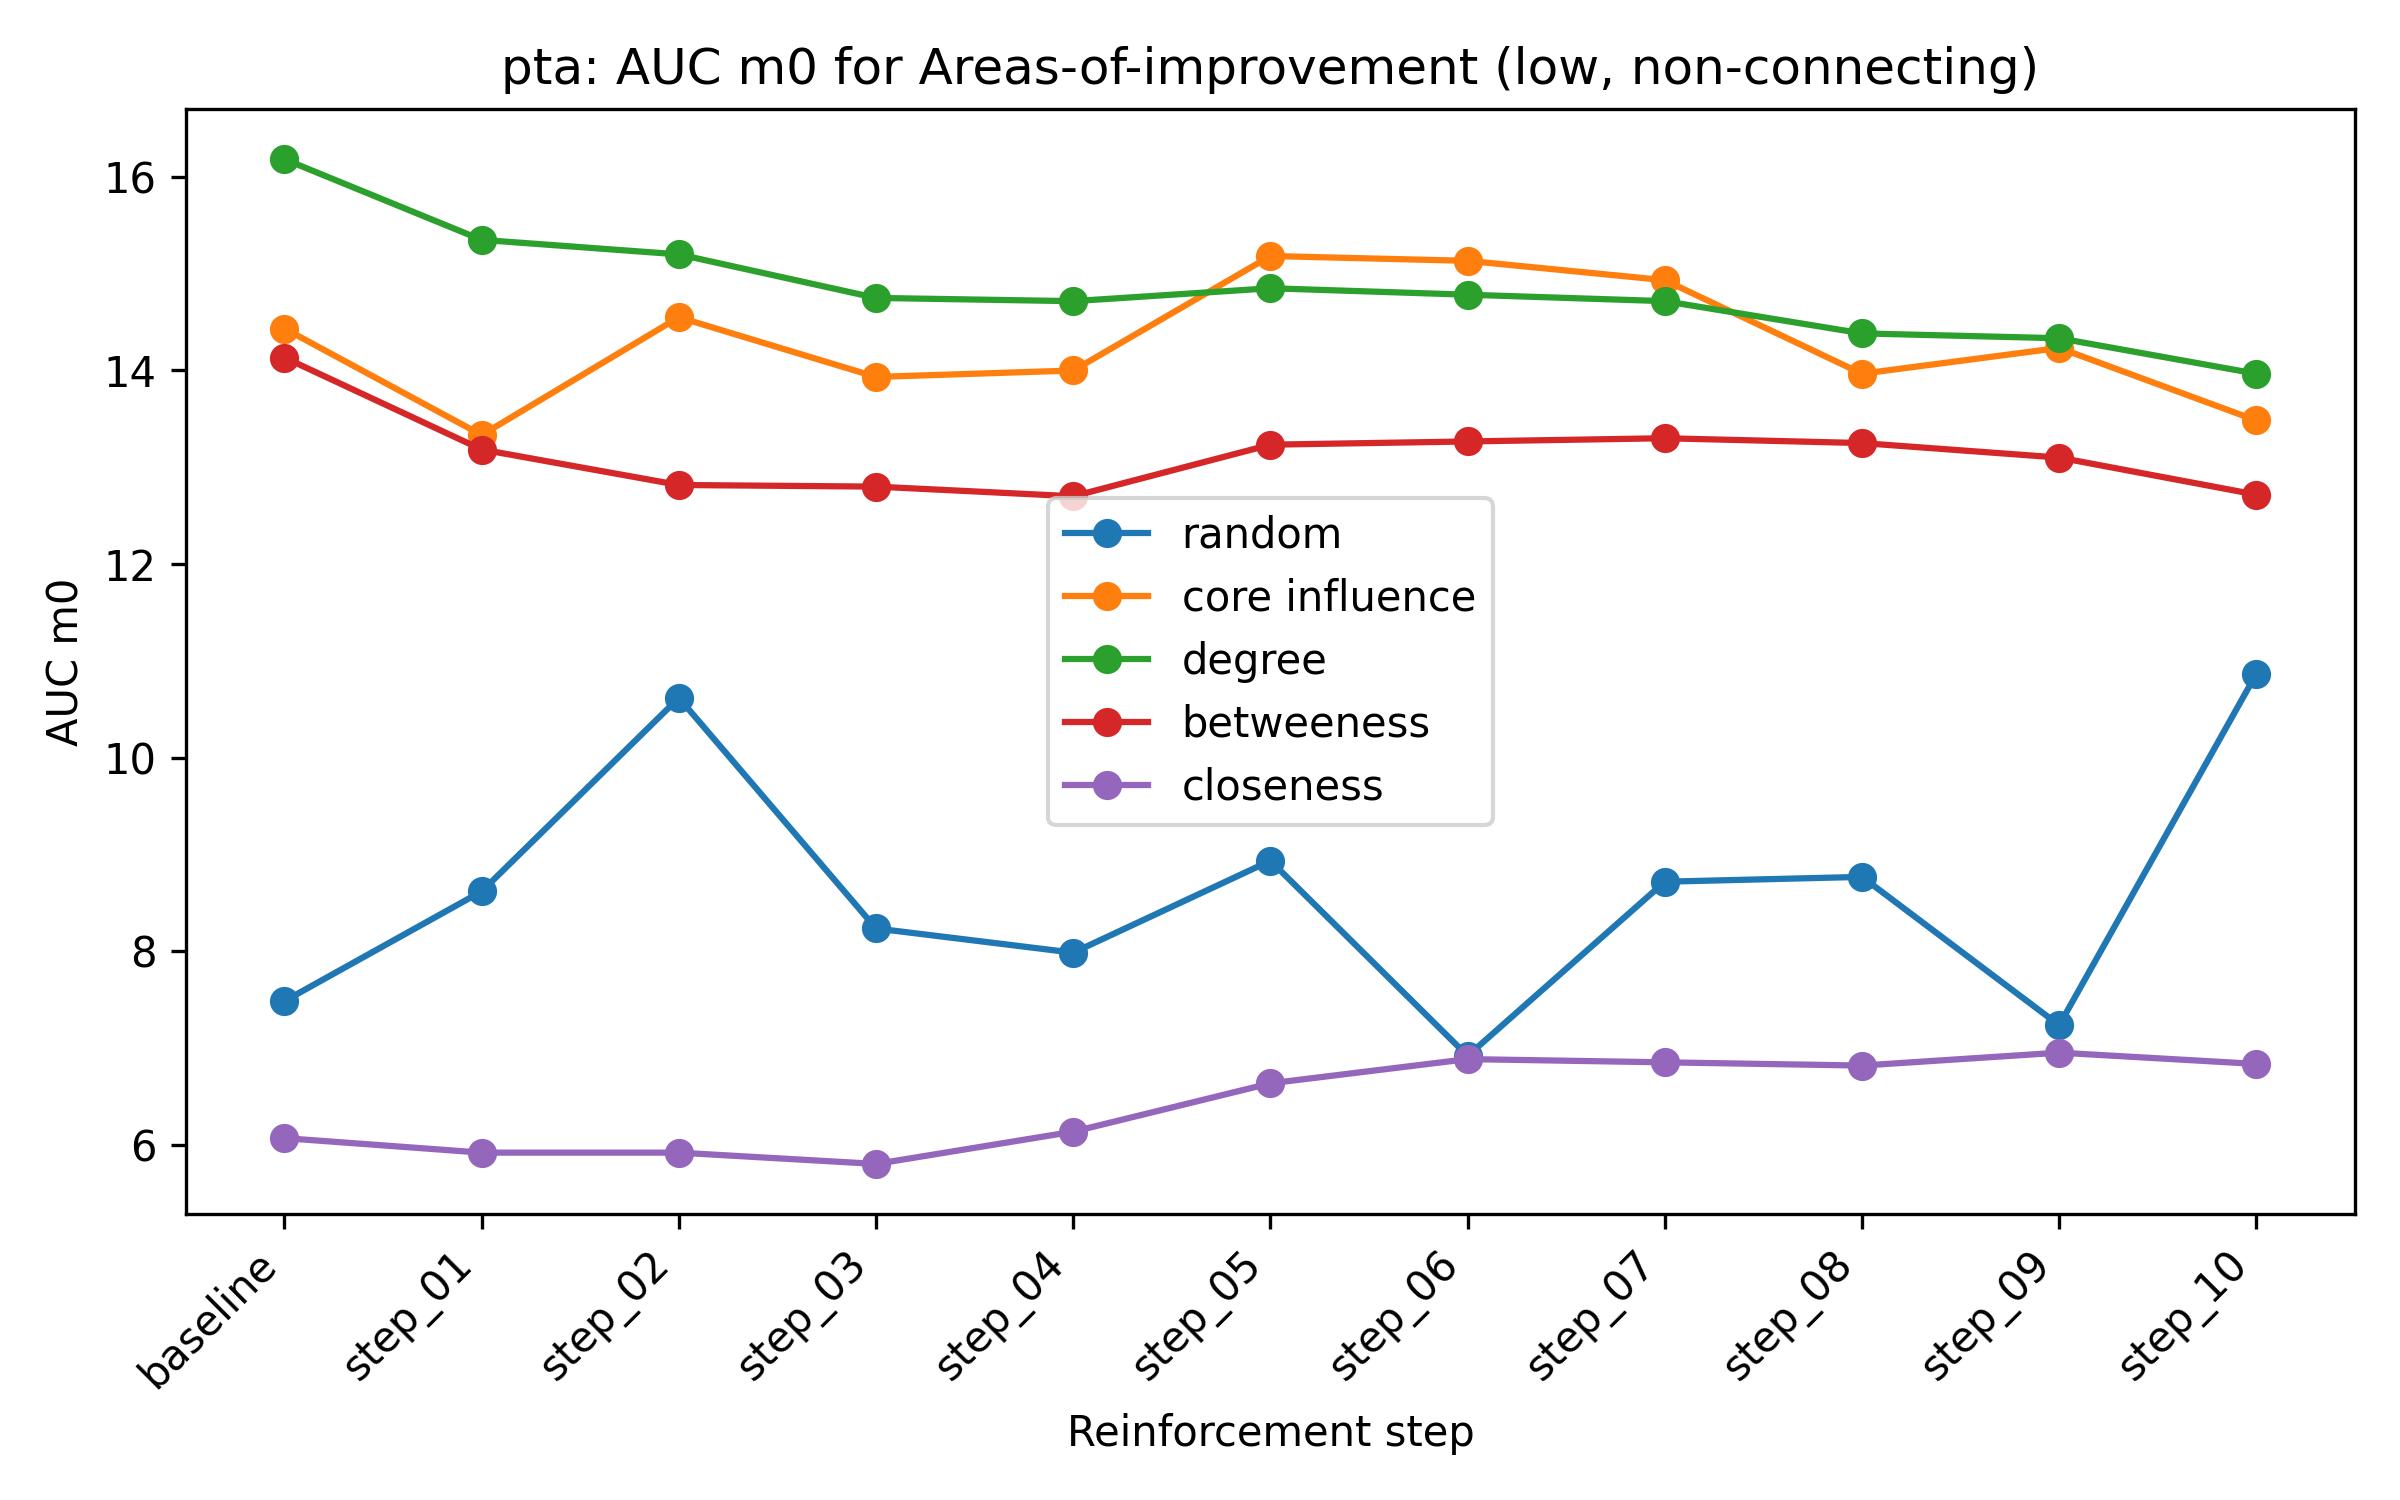 pta: AUC m0 for Areas-of-improvement (low, non-connecting)
16
14
12
10
8
6
AUC m0
random
core influence
degree
betweeness
closeness
baseline
step_01
step_02
step_03
step_04
step_05
step_06
step_07
step_08
step_09
step_10
Reinforcement step